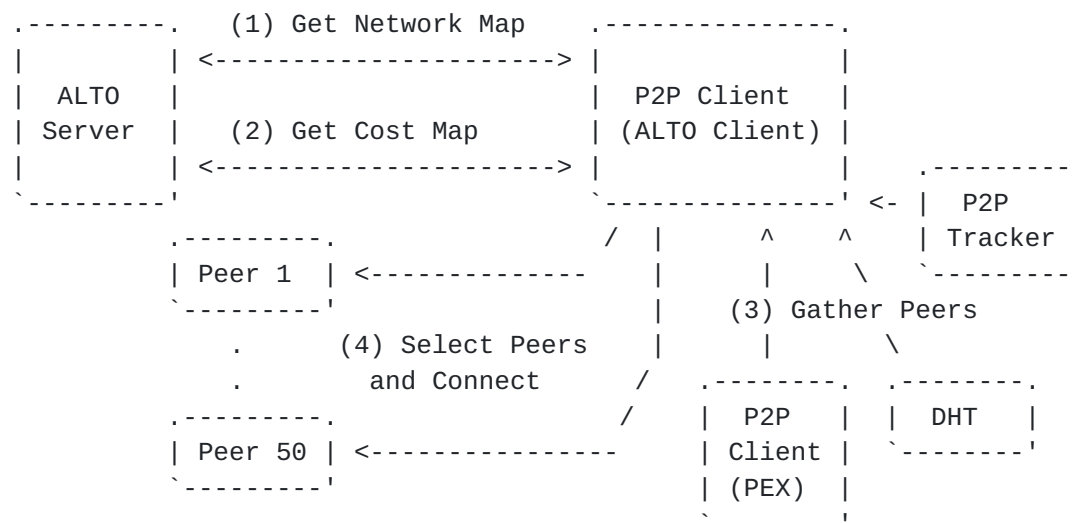 (1) Get Network Map
ALTO P2P Client
Server (2) Get Cost Map (ALTO Client)
P2P
Tracker
Peer 1
(3) Gather Peers
(4) Select Peers
and Connect
P2P DHT
Peer 50 Client
(PEX)